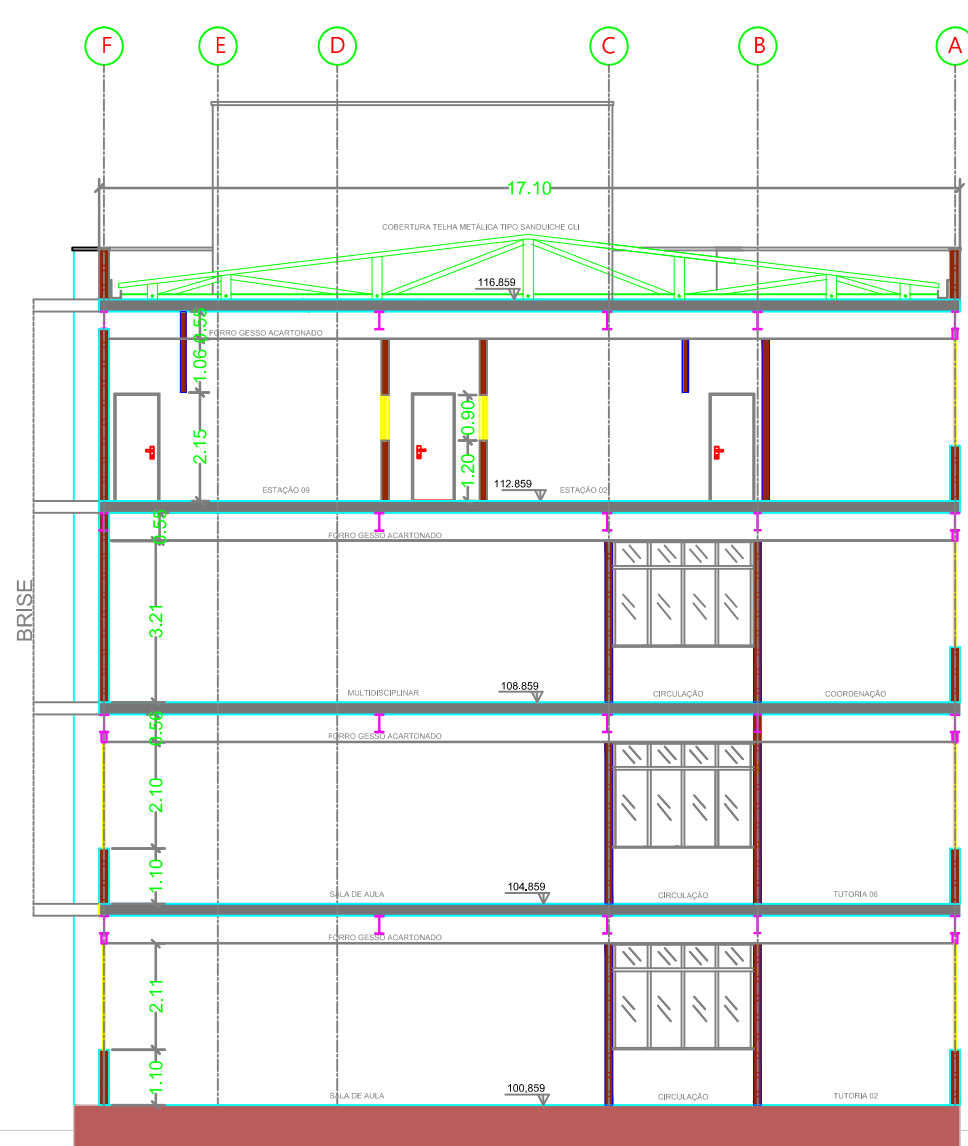 F E D C B A
17.10
COBERTURA TELHA METÁLICA TIPO SANDUICHE CLI
116.859
0.55
FORRO GESSO ACARTONADO
1.06
2.15
0.90
1.20
ESTAÇÃO 09
112.859
ESTAÇÃO 02
0.55
FORRO GESSO ACARTONADO
BRISE
3.21
MULTIDISCIPLINAR
108.859
CIRCULAÇÃO
COORDENAÇÃO
0.56
FORRO GESSO ACARTONADO
2.10
1.10
SALA DE AULA
104.859
CIRCULAÇÃO
TUTORIA 06
FORRO GESSO ACARTONADO
2.11
1.10
SALA DE AULA
100.859
CIRCULAÇÃO
TUTORIA 02